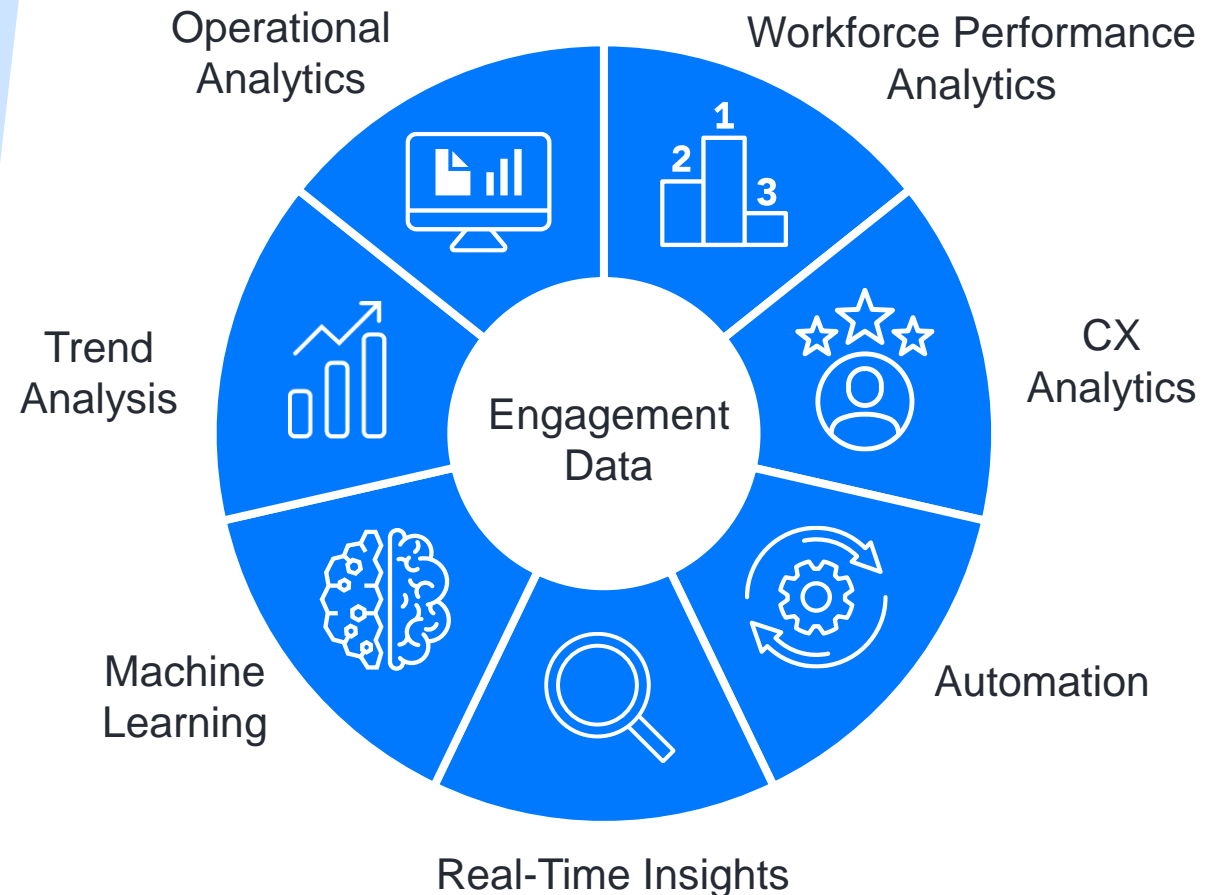 Operational
Analytics
Workforce Performance
Analytics
1
2
3
Trend
Analysis
CX
Analytics
Engagement
Data
Machine
Learning
Automation
Real-Time Insights